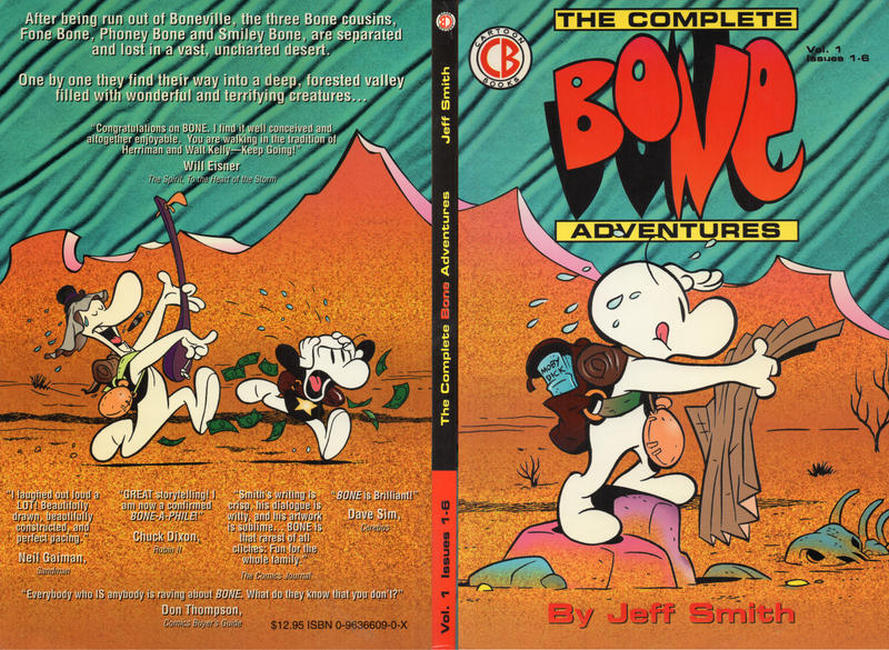 After being run out of Boneville, the three Bone cousins,
Fone Bone, Phoney Bone and Smiley Bone, are separated
and lost in a vast, uncharted desert.
One by one they find their way into a deep, forested valley
filled with wonderful and terrifying creatures...
"Congratulations on BONE. I find it well conceived and
altogether enjoyable. You are walking in the tradition of
Herriman and Walt Kelly—Keep Going!"
Will Eisner
The Spirit, To the Heart of the Storm
"I laughed out loud a
LOT! Beautifully
drawn, beautifully
constructed, and
perfect pacing."
Neil Gaiman,
Sandman
"GREAT storytelling! I
am now a confirmed
BONE-A-PHILE!"
Chuck Dixon,
Robin II
"Smith's writing is
crisp, his dialogue is
witty, and his artwork
is sublime... BONE is
that rarest of all
cliches: Fun for the
whole family."
The Comics Journal
"BONE is Brilliant!"
Dave Sim,
Cerebus
"Everybody who IS anybody is raving about BONE. What do they know that you don't?"
Don Thompson,
Comics Buyer's Guide
$12.95 ISBN 0-9636609-0-X
Jeff Smith
The Complete Bone Adventures
Vol. 1 Issues 1-6
CARTOON
CB
BOOKS
THE COMPLETE
BONE
ADVENTURES
Vol. 1
Issues 1-6
MOBY
DICK
By Jeff Smith